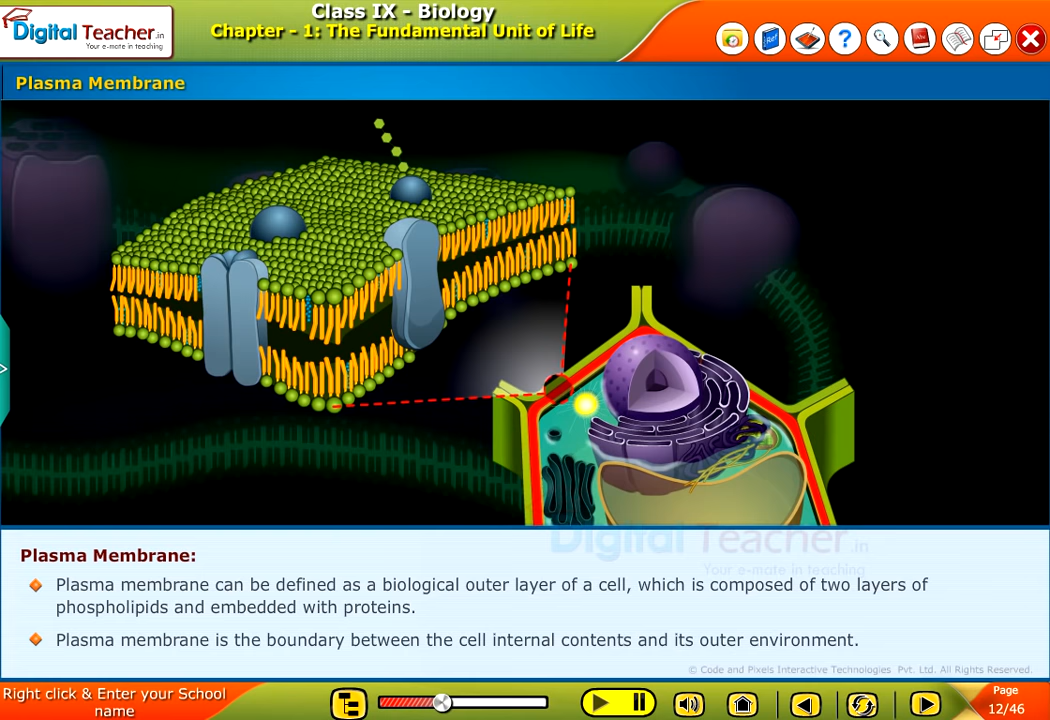 Class IX - Biology
Chapter - 1: The Fundamental Unit of Life
Digital Teacher.in
Your e-mate in teaching
Plasma Membrane
Digital Teacher.in
Your e-mate in teaching
Plasma Membrane:
Plasma membrane can be defined as a biological outer layer of a cell, which is composed of two layers of
phospholipids and embedded with proteins.
Plasma membrane is the boundary between the cell internal contents and its outer environment.
© Code and Pixels Interactive Technologies Pvt. Ltd. All Rights Reserved.
Right click & Enter your School
name
Page
12/46